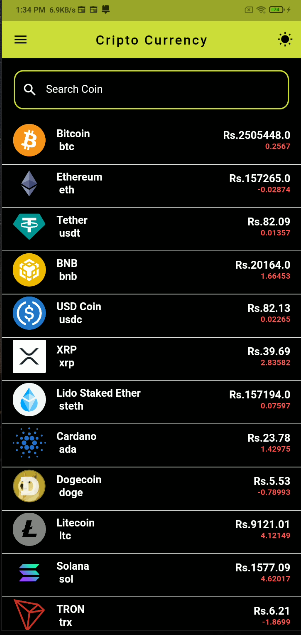 1:34 PM 6.9KB/s
Cripto Currency
Search Coin
Bitcoin
Rs.2505448.0
btc
0.2567
Ethereum
Rs.157265.0
eth
-0.02874
Tether
Rs.82.09
usdt
0.01357
BNB
Rs.20164.0
bnb
1.66453
USD Coin
Rs.82.13
usdc
0.02265
XRP
Rs.39.69
xrp
2.83582
Lido Staked Ether
Rs.157194.0
steth
0.07597
Cardano
Rs.23.78
ada
1.42975
Dogecoin
Rs.5.53
doge
-0.78993
Litecoin
Rs.9121.01
ltc
4.12149
Solana
Rs.1577.09
sol
4.62017
TRON
Rs.6.21
trx
-1.8699